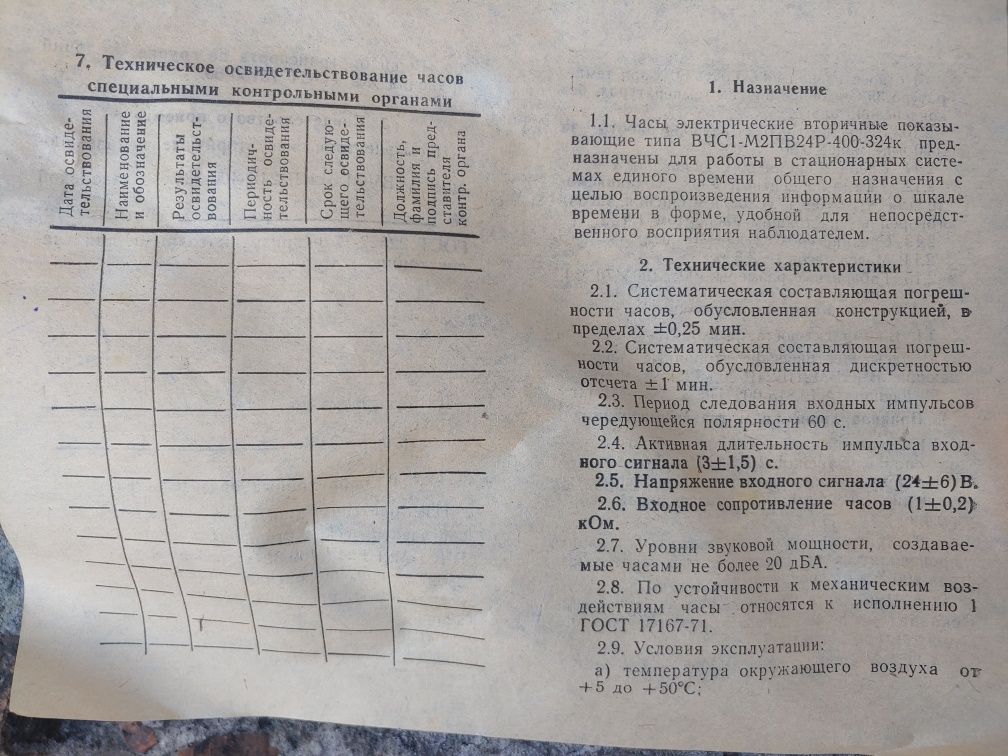 7. Техническое освидетельствование часов
специальными контрольными органами
Дата освиде-
тельствования
Наименование
и обозначение
Результаты
освидетельст-
вования
Периодич-
ность освиде-
тельствования
Срок следую-
щего освиде-
тельствования
Должность,
фамилия и
подпись пред-
ставителя
контр. органа
1. Назначение
1.1. Часы электрические вторичные показы-
вающие типа ВЧС1-М2ПВ24Р-400-324к пред-
назначены для работы в стационарных систе-
мах единого времени общего назначения с
целью воспроизведения информации о шкале
времени в форме, удобной для непосредст-
венного восприятия наблюдателем.
2. Технические характеристики
2.1. Систематическая составляющая погреш-
ности часов, обусловленная конструкцией, в
пределах ±0,25 мин.
2.2. Систематическая составляющая погреш-
ности часов, обусловленная дискретностью
отсчета ±1 мин.
2.3. Период следования входных импульсов
чередующейся полярности 60 с.
2.4. Активная длительность импульса вход-
ного сигнала (3±1,5) с.
2.5. Напряжение входного сигнала (24±6) В.
2.6. Входное сопротивление часов (1±0,2)
кОм.
2.7. Уровни звуковой мощности, создавае-
мые часами не более 20 дБА.
2.8. По устойчивости к механическим воз-
действиям часы относятся к исполнению 1
ГОСТ 17167-71.
2.9. Условия эксплуатации:
а) температура окружающего воздуха от
+5 до +50°С;